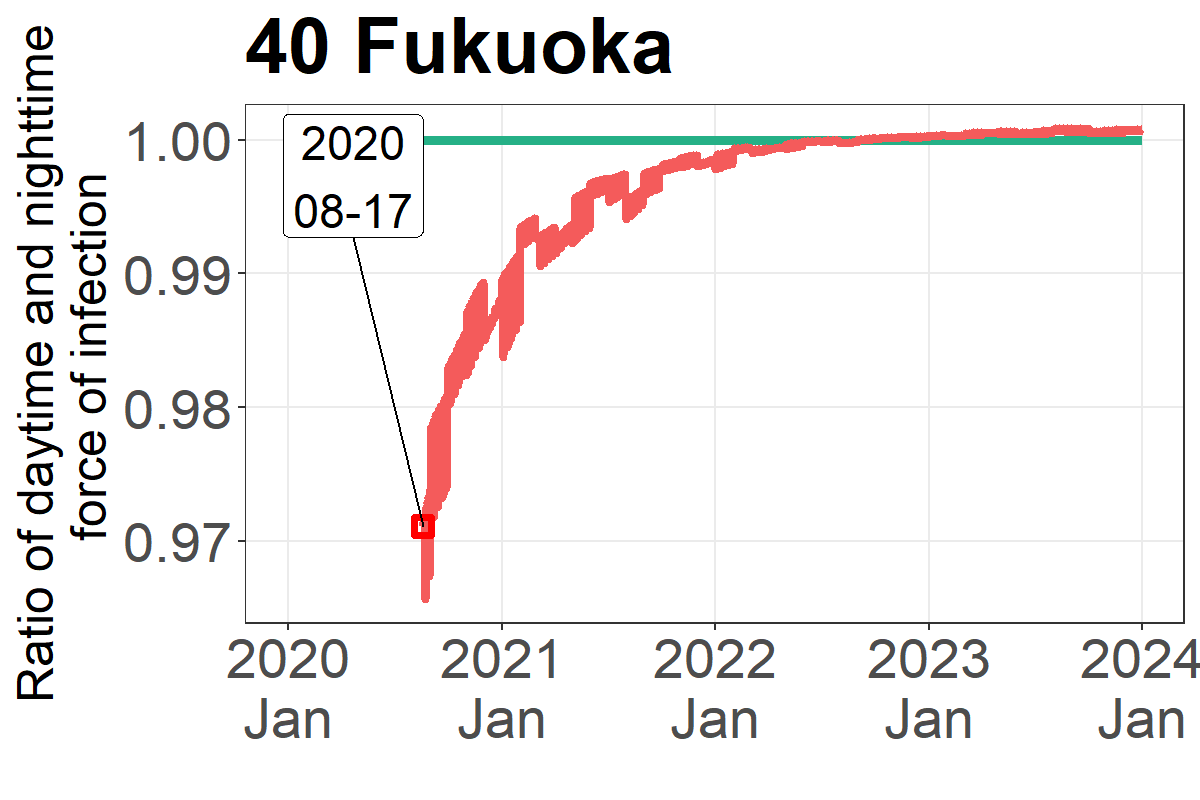 40 Fukuoka
Ratio of daytime and nighttime
force of infection
1.00
0.99
0.98
0.97
2020
08-17
2020
Jan
2021
Jan
2022
Jan
2023
Jan
2024
Jan